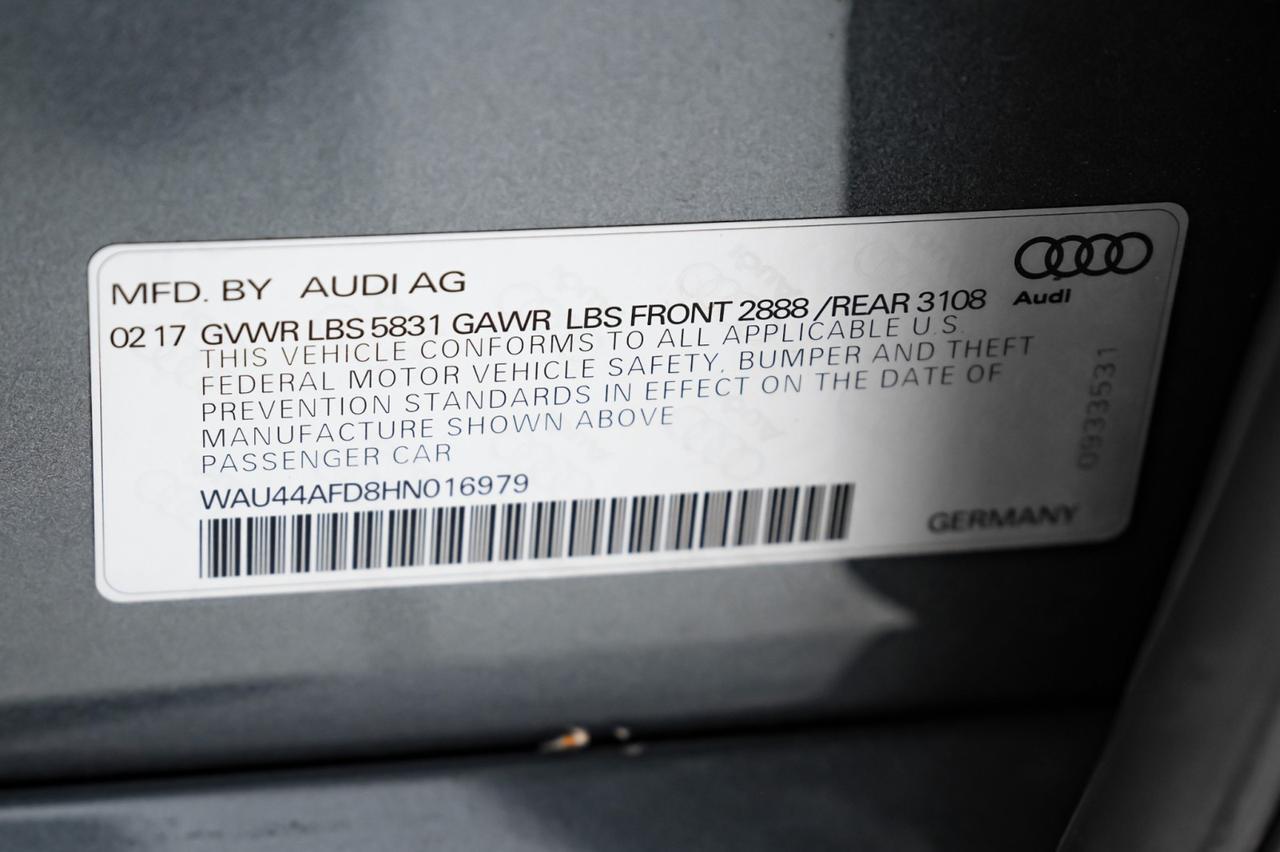 MFD. BY AUDI AG
Audi
02 17 GVWR LBS 5831 GAWR LBS FRONT 2888 /REAR 3108
THIS VEHICLE CONFORMS TO ALL APPLICABLE U.S.
FEDERAL MOTOR VEHICLE SAFETY, BUMPER AND THEFT
PREVENTION STANDARDS IN EFFECT ON THE DATE OF
MANUFACTURE SHOWN ABOVE
PASSENGER CAR
WAU44AFD8HN016979
GERMANY
0933531